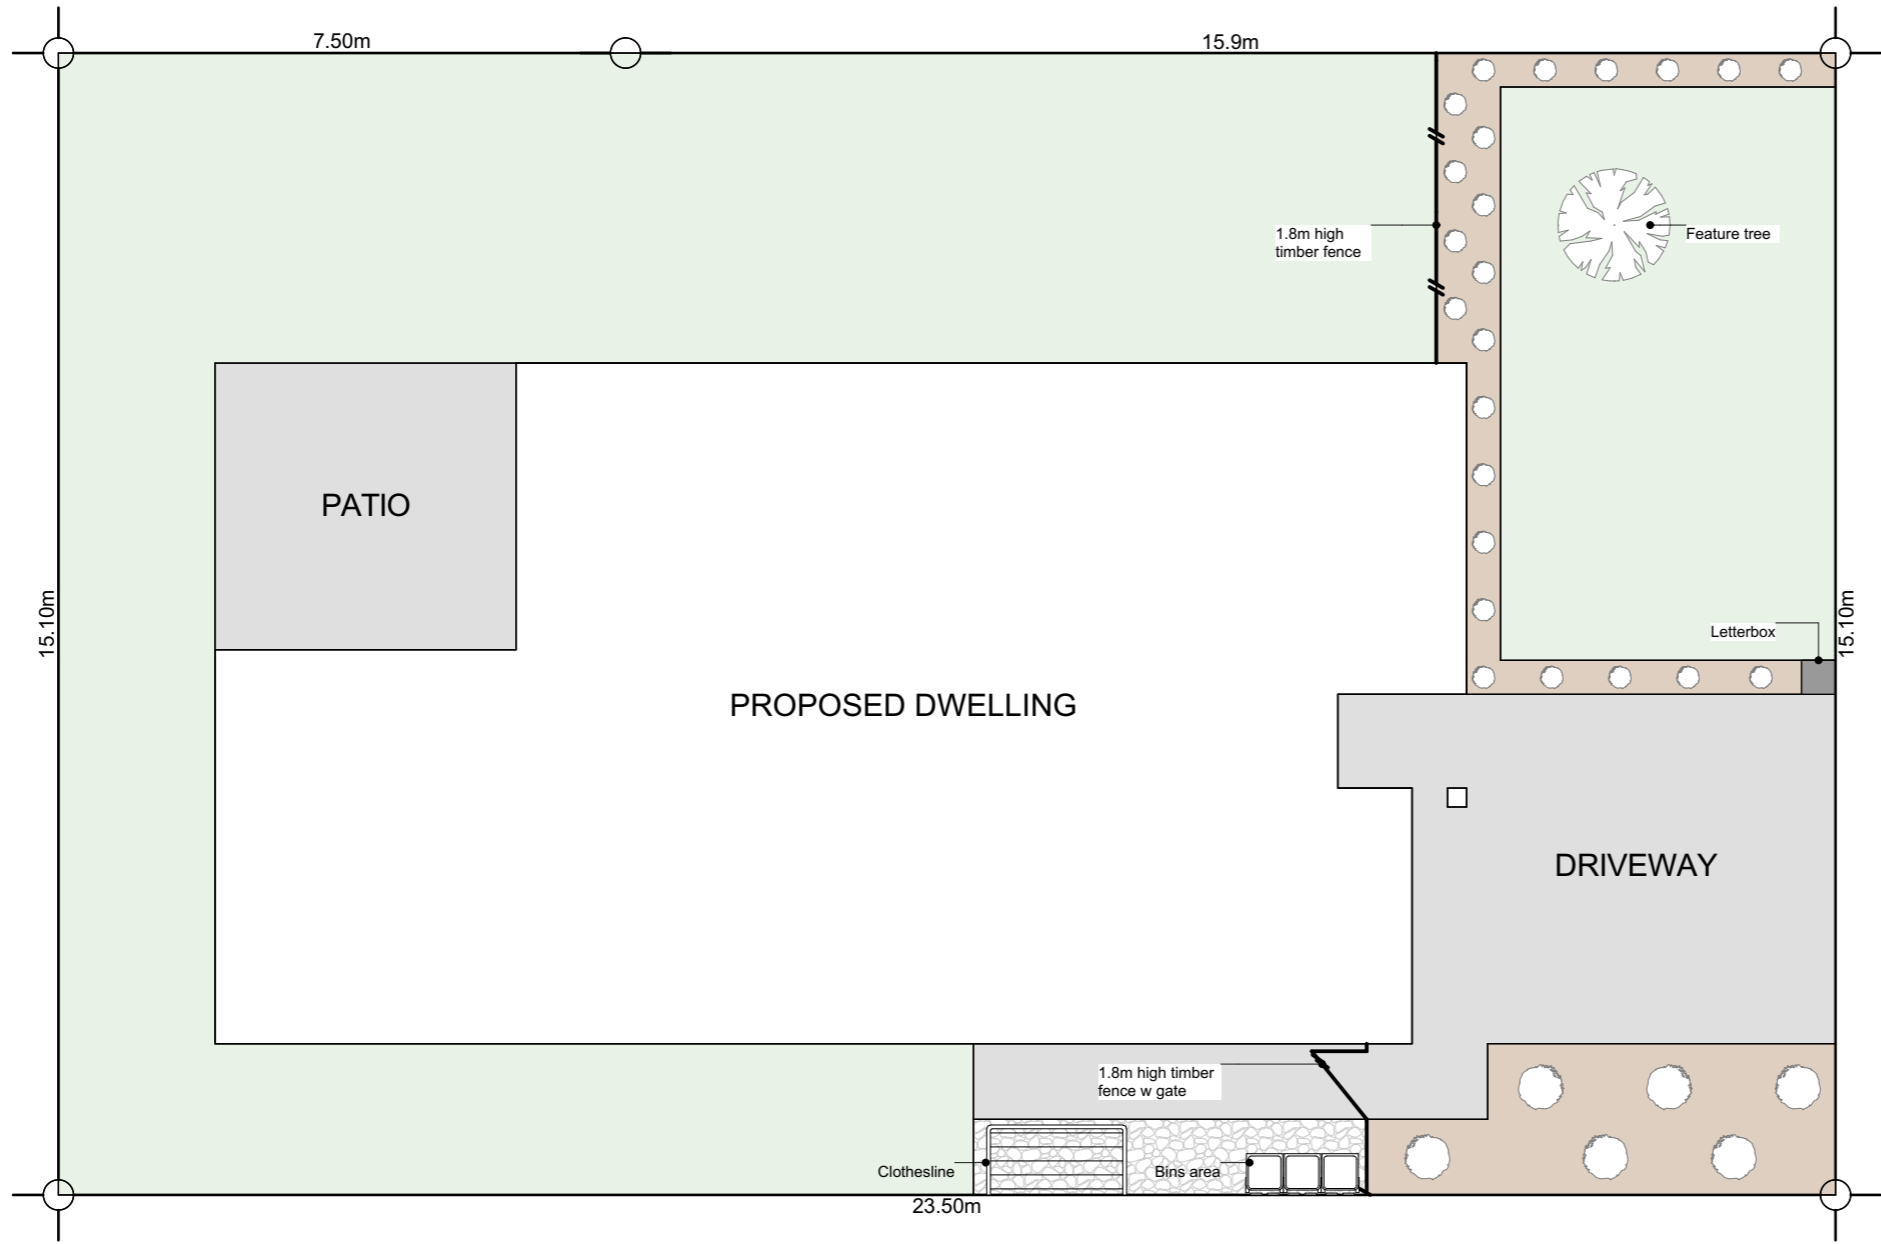 7.50m
15.9m
1.8m high
timber fence
Feature tree
PATIO
15.10m
15.10m
Letterbox
PROPOSED DWELLING
DRIVEWAY
1.8m high timber
fence w gate
Clothesline
Bins area
23.50m